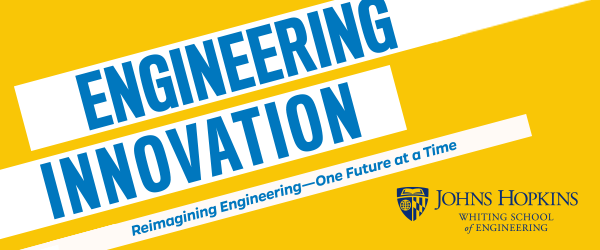 ENGINEERING
INNOVATION
Reimagining Engineering—One Future at a Time
JOHNS HOPKINS
WHITING SCHOOL
of ENGINEERING